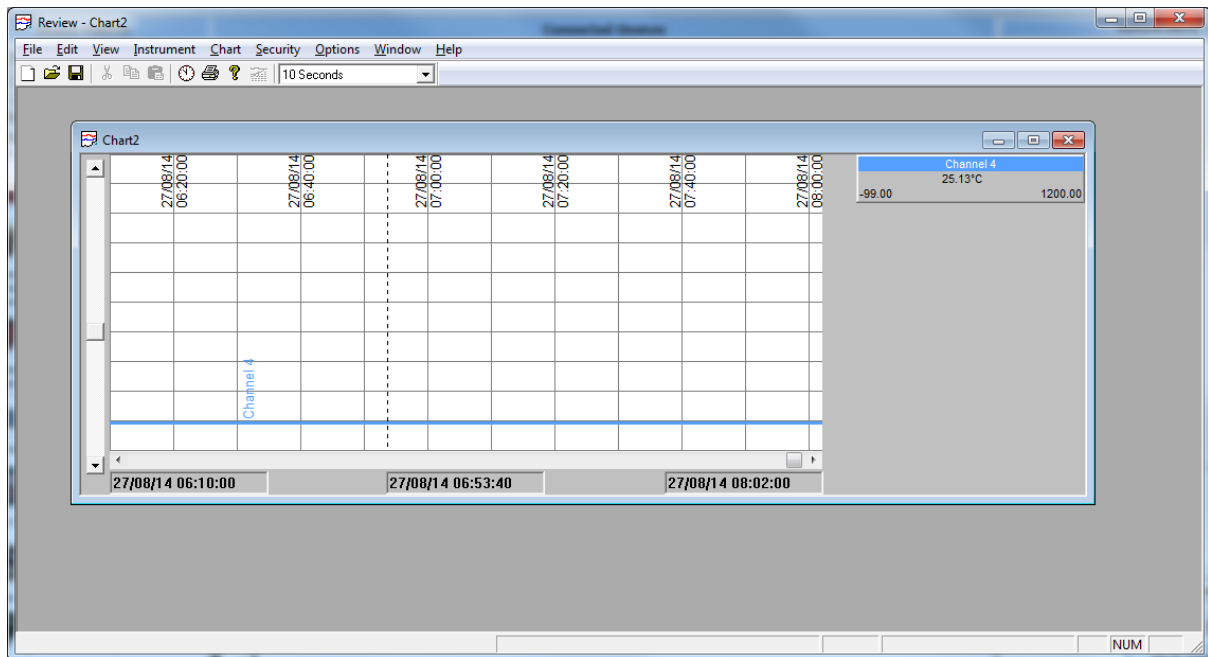 Review - Chart2
File Edit View Instrument Chart Security Options Window Help
10 Seconds
Chart2
27/08/14 06:20:00
27/08/14 06:40:00
27/08/14 07:00:00
27/08/14 07:20:00
27/08/14 07:40:00
27/08/14 08:00:00
Channel 4
25.13°C
-99.00 1200.00
Channel 4
27/08/14 06:10:00 27/08/14 06:53:40 27/08/14 08:02:00
NUM